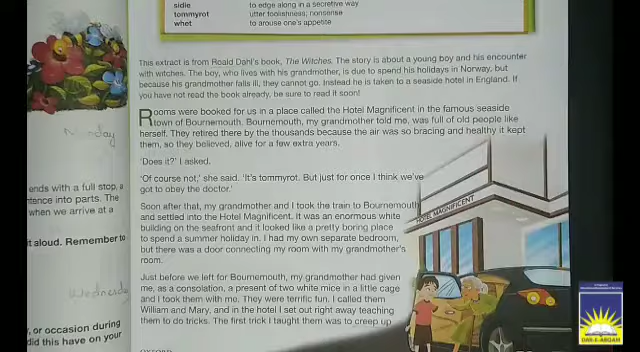 sidle to edge along in a secretive way
tommyrot utter foolishness; nonsense
whet to arouse one's appetite
This extract is from Roald Dahl's book, The Witches. The story is about a young boy and his encounter
with witches. The boy, who lives with his grandmother, is due to spend his holidays in Norway, but
because his grandmother falls ill, they cannot go. Instead he is taken to a seaside hotel in England. If
you have not read the book already, be sure to read it soon!
Rooms were booked for us in a place called the Hotel Magnificent in the famous seaside
town of Bournemouth. Bournemouth, my grandmother told me, was full of old people like
herself. They retired there by the thousands because the air was so bracing and healthy it kept
them, so they believed, alive for a few extra years.
'Does it?' I asked.
'Of course not,' she said. 'It's tommyrot. But just for once I think we've
got to obey the doctor.'
Soon after that, my grandmother and I took the train to Bournemouth
and settled into the Hotel Magnificent. It was an enormous white
building on the seafront and it looked like a pretty boring place
to spend a summer holiday in. I had my own separate bedroom,
but there was a door connecting my room with my grandmother's
room.
Just before we left for Bournemouth, my grandmother had given
me, as a consolation, a present of two white mice in a little cage
and I took them with me. They were terrific fun. I called them
William and Mary, and in the hotel I set out right away teaching
them to do tricks. The first trick I taught them was to creep up
OXFORD
HOTEL MAGNIFICENT
Monday
ends with a full stop, a
ntence into parts. The
when we arrive at a
it aloud. Remember to
Wednesday
, or occasion during
did this have on your
DAR-E-ARQAM